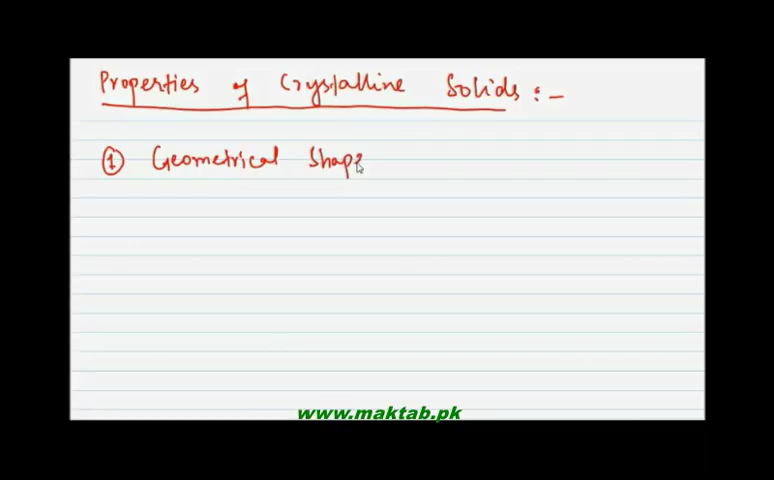 Properties of Crystalline Solids :-
① Geometrical Shape
www.maktab.pk